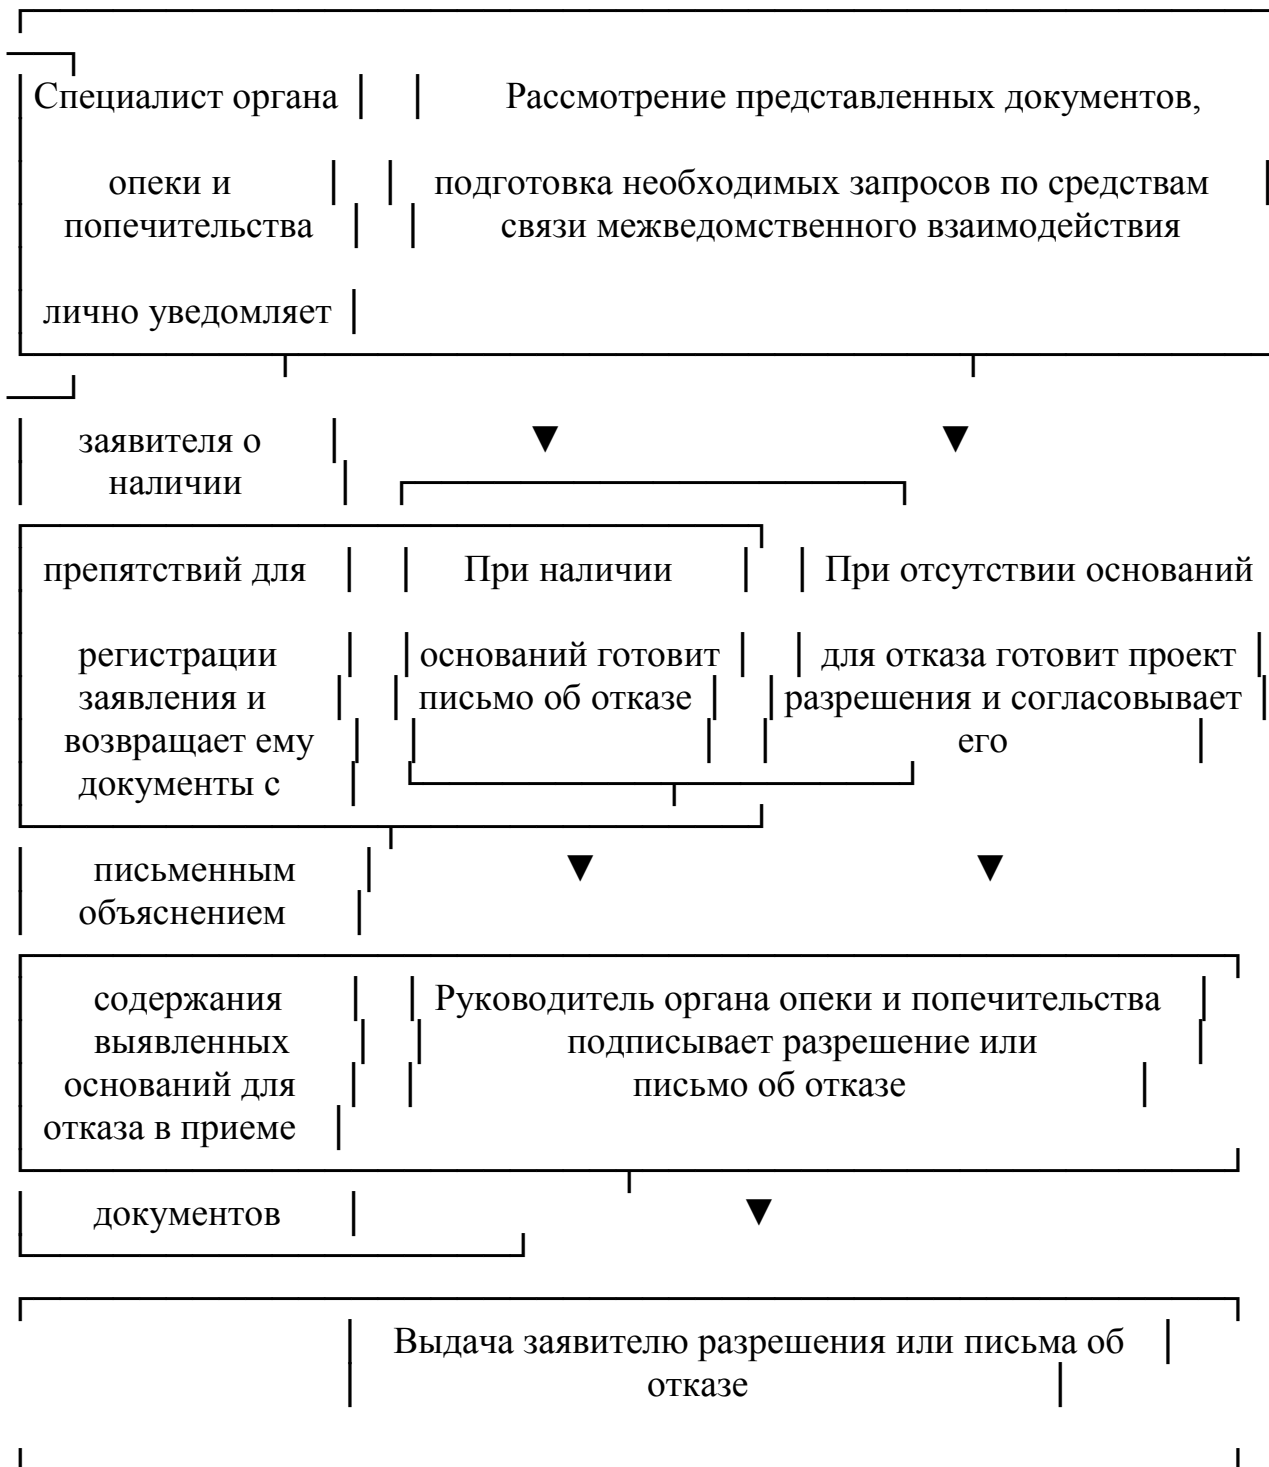 Специалист органа Рассмотрение представленных документов,
опеки и подготовка необходимых запросов по средствам
попечительства связи межведомственного взаимодействия
лично уведомляет
заявителя о
наличии
препятствий для При наличии При отсутствии оснований
регистрации оснований готовит для отказа готовит проект
заявления и письмо об отказе разрешения и согласовывает
возвращает ему его
документы с
письменным
объяснением
содержания Руководитель органа опеки и попечительства
выявленных подписывает разрешение или
оснований для письмо об отказе
отказа в приеме
документов
Выдача заявителю разрешения или письма об
отказе